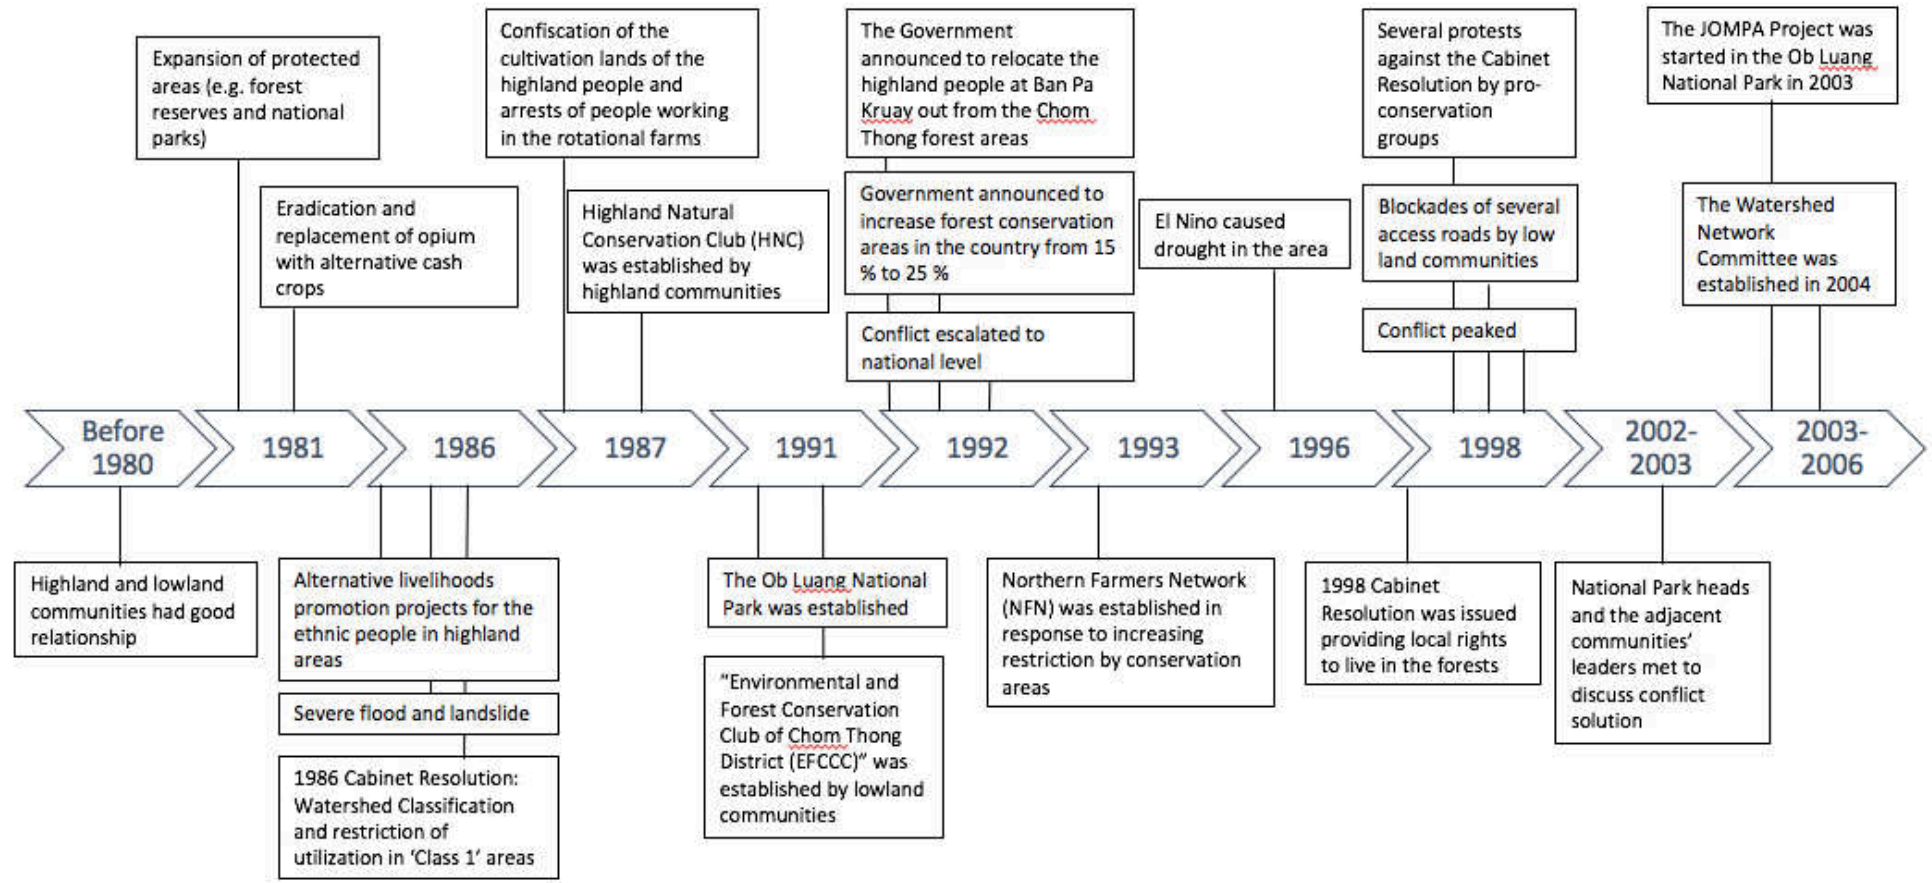 Expansion of protected
areas (e.g. forest
reserves and national
parks)
Eradication and
replacement of opium
with alternative cash
crops
Confiscation of the
cultivation lands of the
highland people and
arrests of people working
in the rotational farms
Highland Natural
Conservation Club (HNC)
was established by
highland communities
The Government
announced to relocate the
highland people at Ban Pa
Kruay out from the Chom
Thong forest areas
Government announced to
increase forest conservation
areas in the country from 15
% to 25 %
Conflict escalated to
national level
El Nino caused
drought in the area
Several protests
against the Cabinet
Resolution by pro-
conservation
groups
Blockades of several
access roads by low
land communities
Conflict peaked
The JOMPA Project was
started in the Ob Luang
National Park in 2003
The Watershed
Network
Committee was
established in 2004
Before
1980
1981
1986
1987
1991
1992
1993
1996
1998
2002-
2003
2003-
2006
Highland and lowland
communities had good
relationship
Alternative livelihoods
promotion projects for the
ethnic people in highland
areas
Severe flood and landslide
1986 Cabinet Resolution:
Watershed Classification
and restriction of
utilization in ‘Class 1’ areas
The Ob Luang National
Park was established
“Environmental and
Forest Conservation
Club of Chom Thong
District (EFCCC)” was
established by lowland
communities
Northern Farmers Network
(NFN) was established in
response to increasing
restriction by conservation
areas
1998 Cabinet
Resolution was issued
providing local rights
to live in the forests
National Park heads
and the adjacent
communities’
leaders met to
discuss conflict
solution